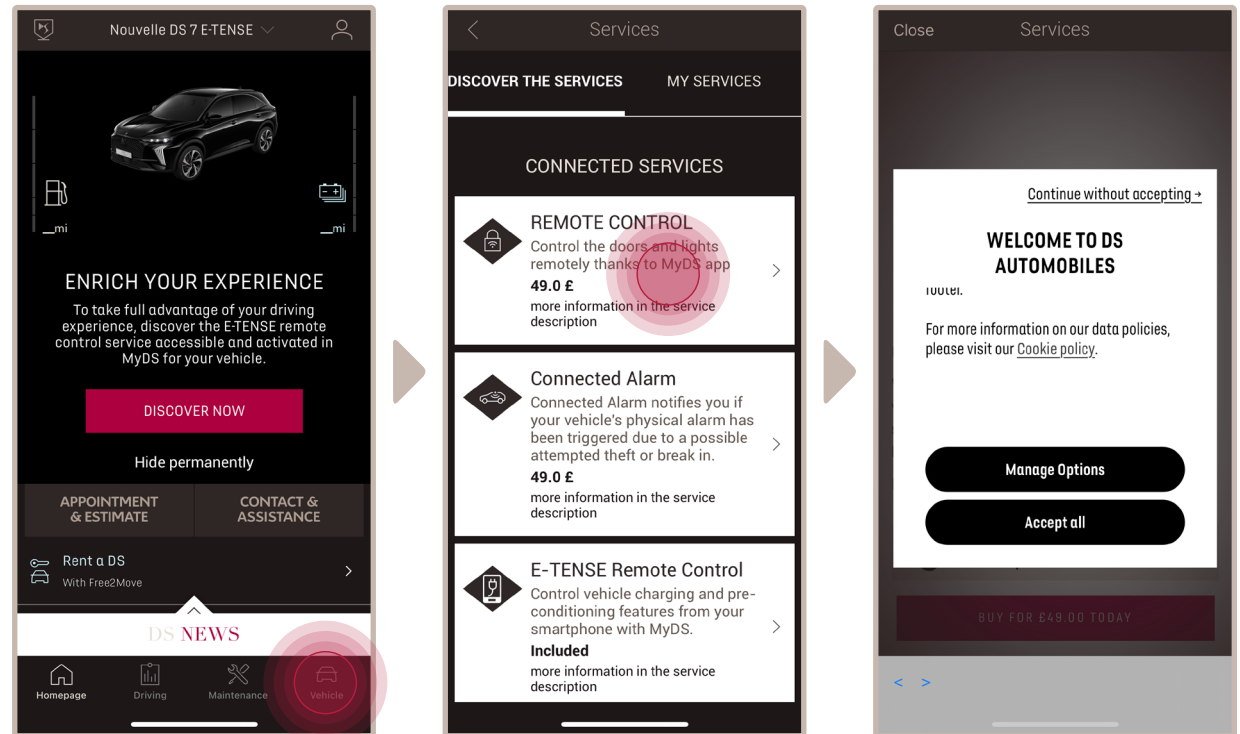 Nouvelle DS 7 E-TENSE
__mi
__mi
ENRICH YOUR EXPERIENCE
To take full advantage of your driving
experience, discover the E-TENSE remote
control service accessible and activated in
MyDS for your vehicle.
DISCOVER NOW
Hide permanently
APPOINTMENT
& ESTIMATE
CONTACT &
ASSISTANCE
Rent a DS
With Free2Move
DS NEWS
Homepage
Driving
Maintenance
Vehicle
Services
DISCOVER THE SERVICES
MY SERVICES
CONNECTED SERVICES
REMOTE CONTROL
Control the doors and lights
remotely thanks to MyDS app
49.0 £
more information in the service
description
Connected Alarm
Connected Alarm notifies you if
your vehicle's physical alarm has
been triggered due to a possible
attempted theft or break in.
49.0 £
more information in the service
description
E-TENSE Remote Control
Control vehicle charging and pre-
conditioning features from your
smartphone with MyDS.
Included
more information in the service
description
Close
Services
Continue without accepting →
WELCOME TO DS
AUTOMOBILES
footer.
For more information on our data policies,
please visit our Cookie policy.
Manage Options
Accept all
BUY FOR £49.00 TODAY
< >